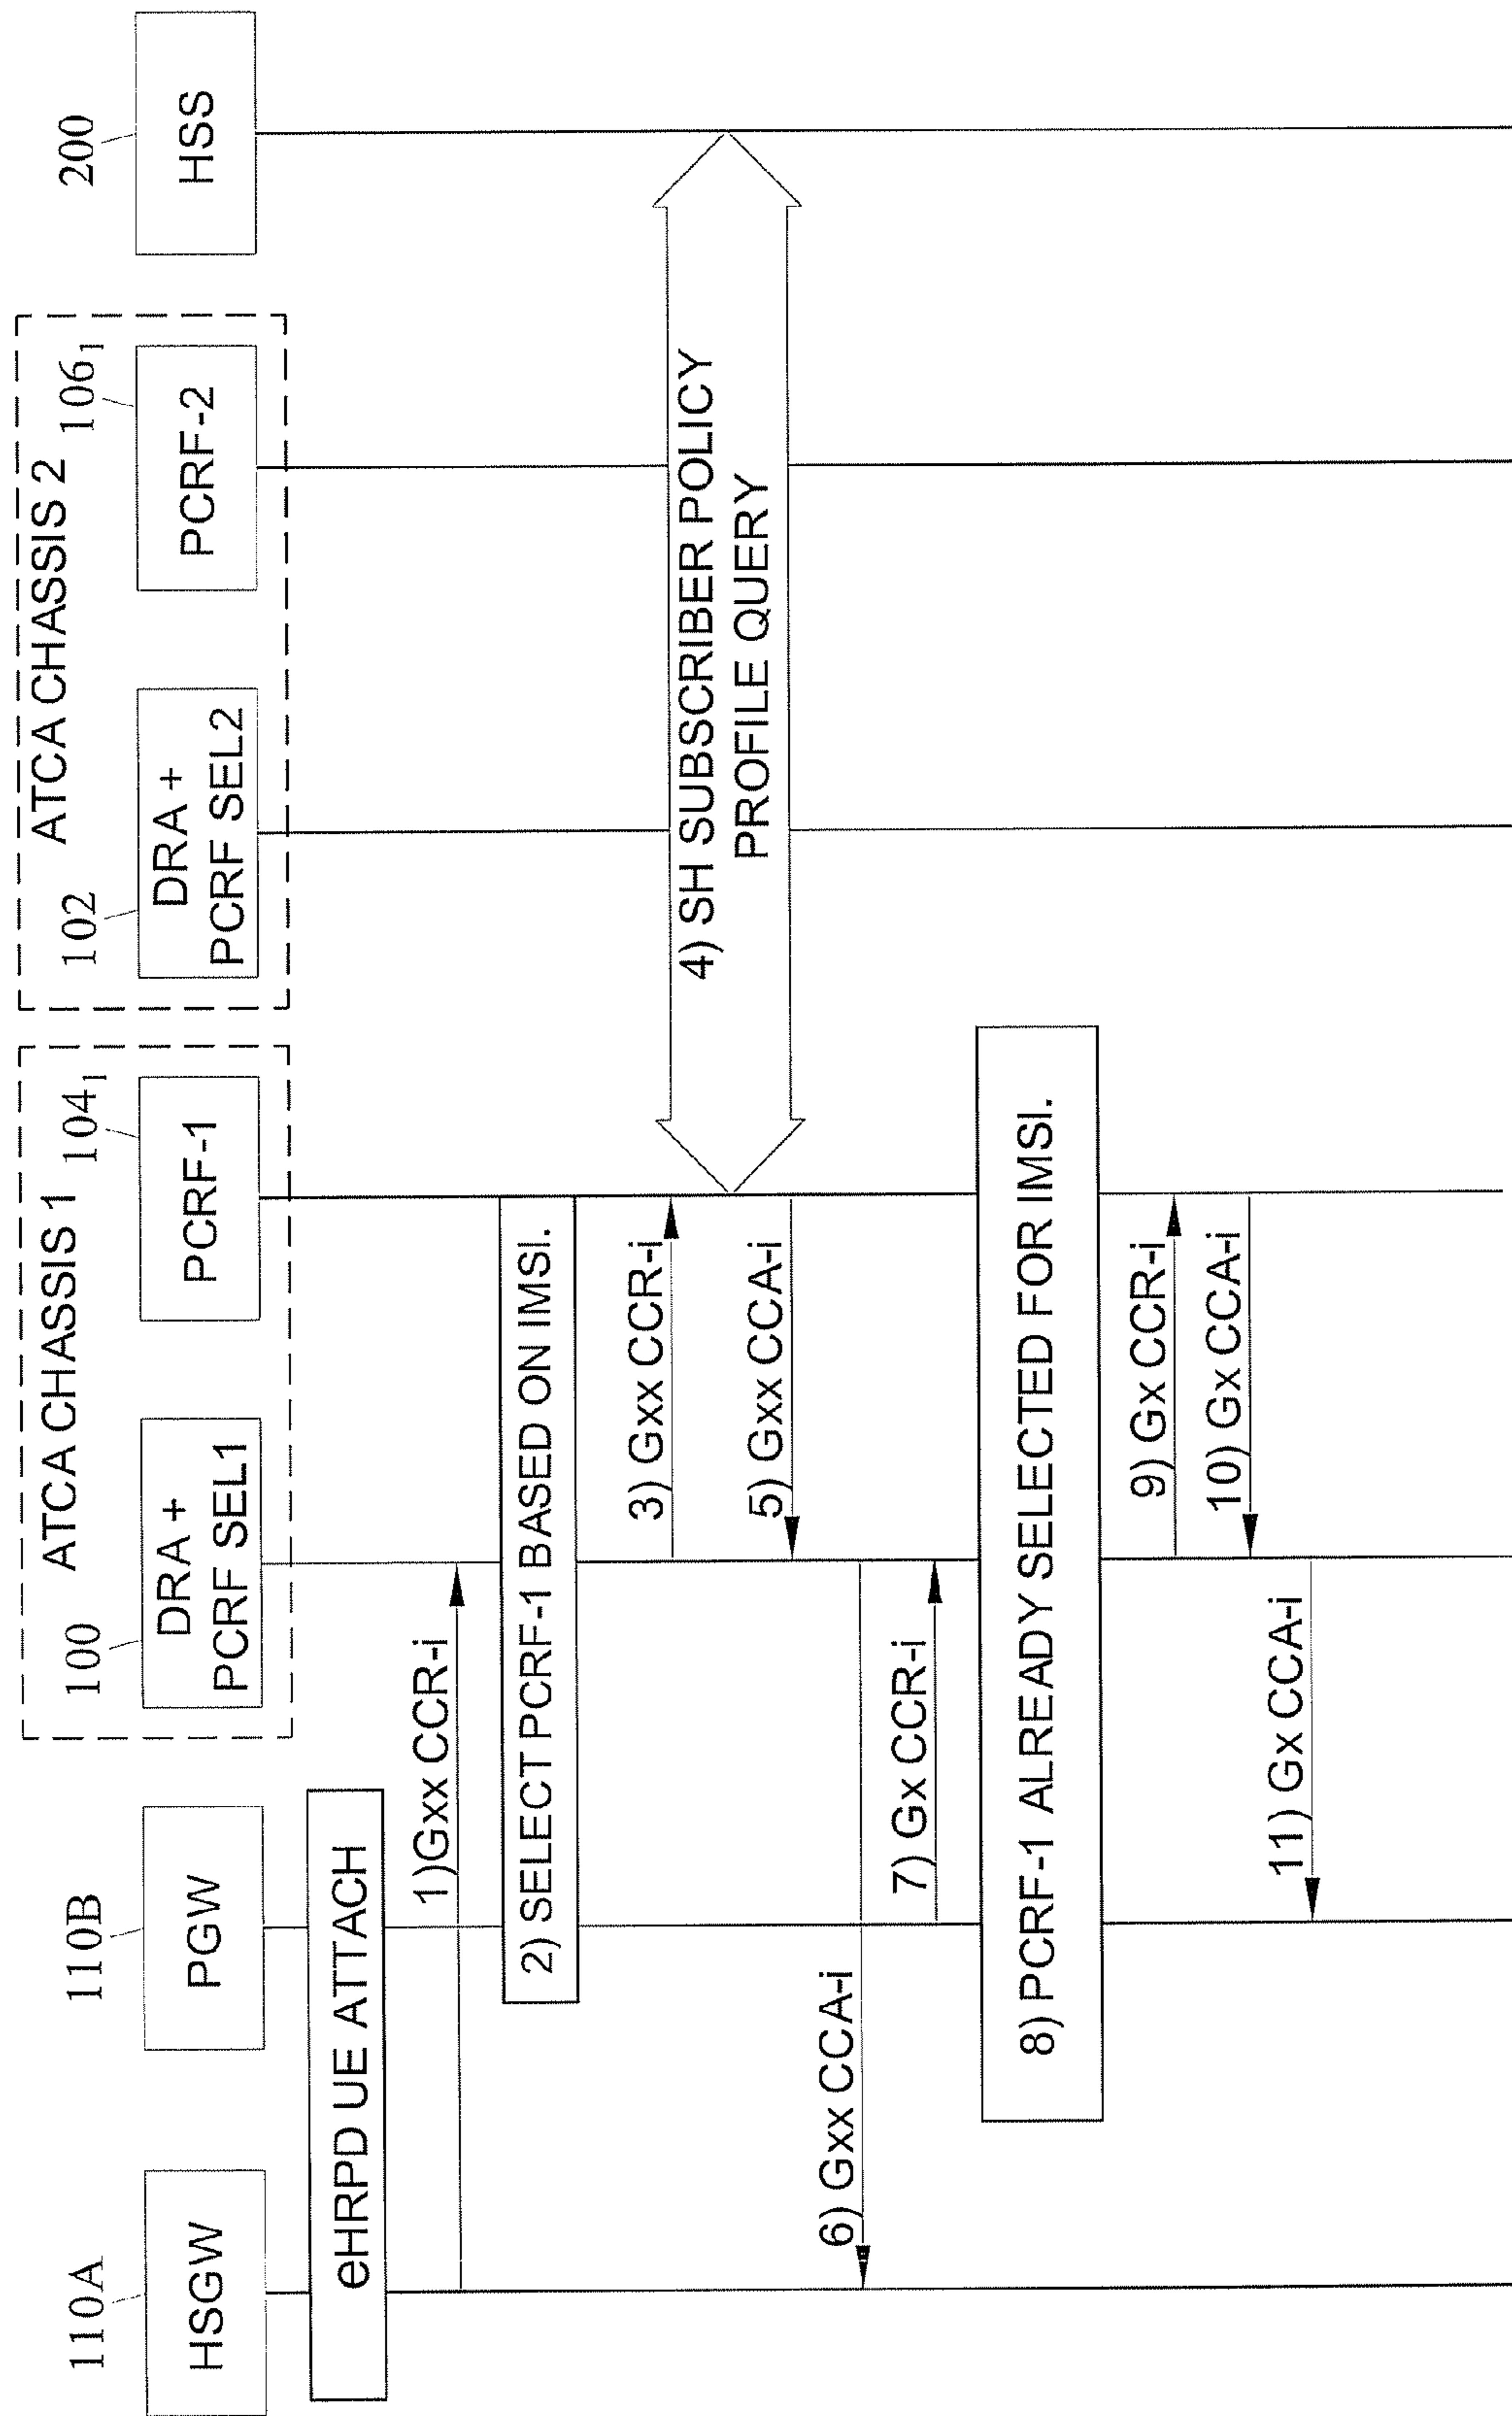 110A
HSGW
110B
PGW
ATCA CHASSIS 1
100
DRA +
PCRF SEL1
104₁
PCRF-1
ATCA CHASSIS 2
102
DRA +
PCRF SEL2
106₁
PCRF-2
200
HSS
eHRPD UE ATTACH
1)Gxx CCR-i
2) SELECT PCRF-1 BASED ON IMSI.
3) Gxx CCR-i
4) SH SUBSCRIBER POLICY
PROFILE QUERY
5) Gxx CCA-i
6) Gxx CCA-i
7) Gx CCR-i
8) PCRF-1 ALREADY SELECTED FOR IMSI.
9) Gx CCR-i
10) Gx CCA-i
11) Gx CCA-i